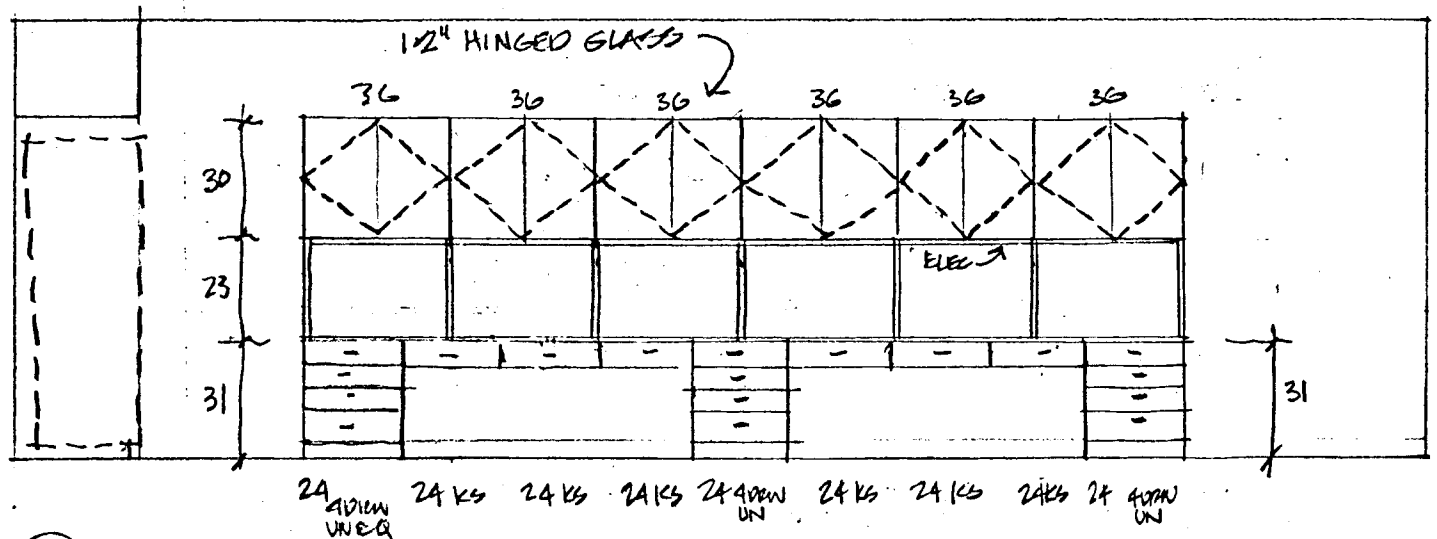 1-2" HINGED GLASS
36 36 36 36 36 36
30
ELEC
23
31
31
24 24 KS 24 KS 24 KS 24 4DRW 24 KS 24 KS 24 KS 24 4DRW
4DRW UN UN
UNEQ